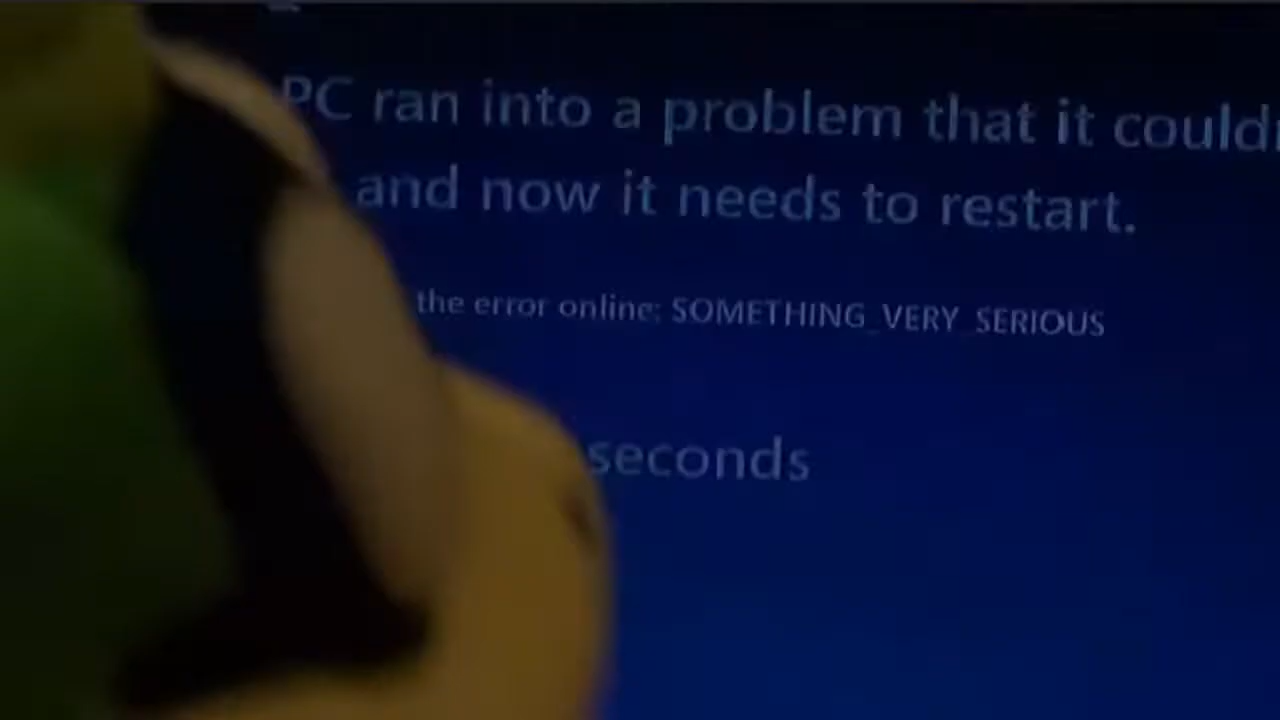 PC ran into a problem that it could
and now it needs to restart.
the error online: SOMETHING_VERY_SERIOUS
seconds